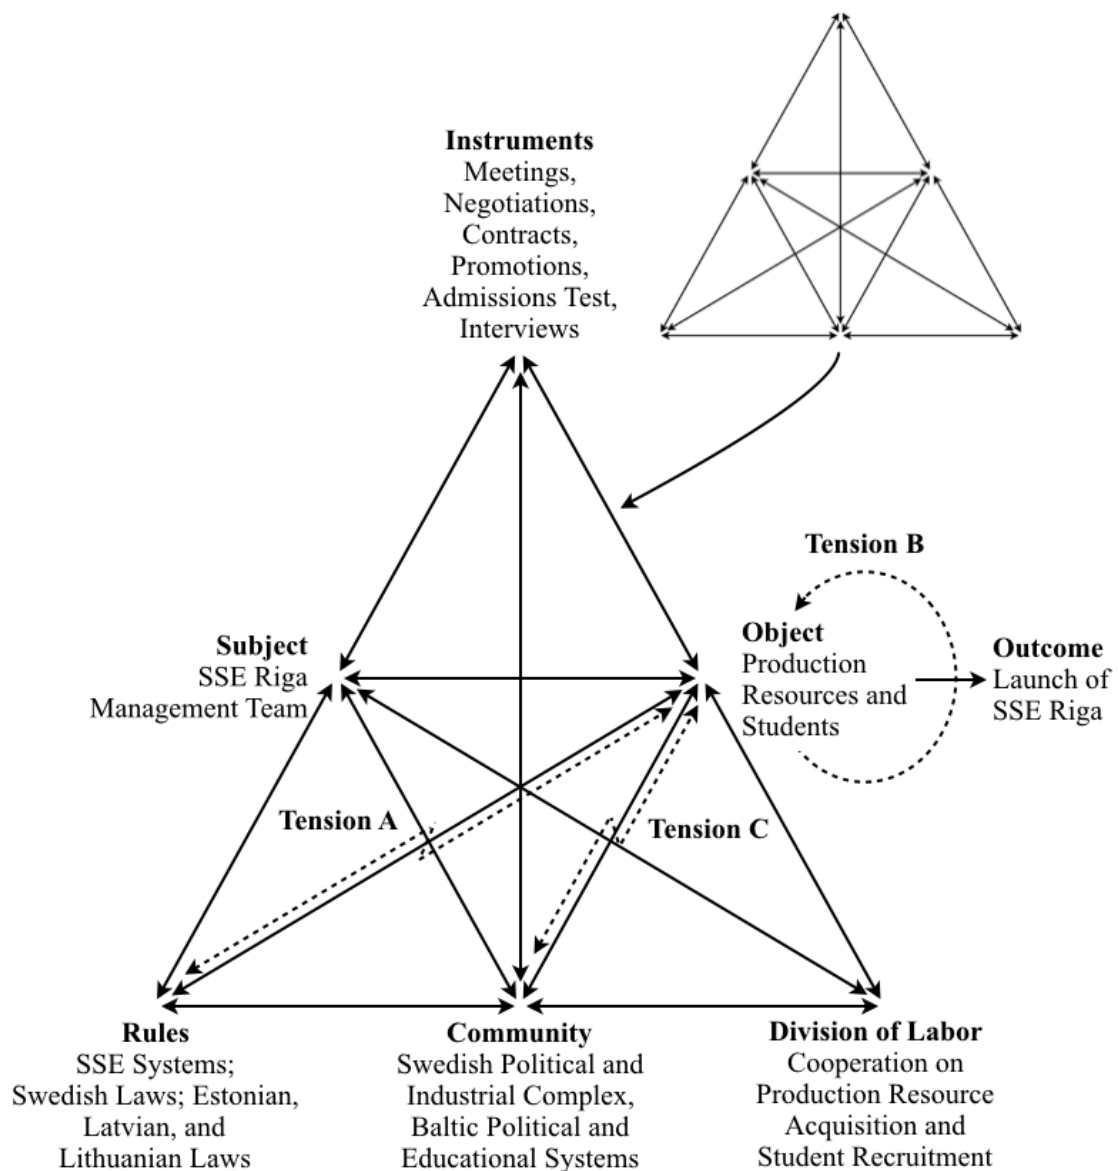 Instruments
Meetings,
Negotiations,
Contracts,
Promotions,
Admissions Test,
Interviews
Tension B
Subject
SSE Riga
Management Team
Object
Production
Resources and
Students
Outcome
Launch of
SSE Riga
Tension A
Tension C
Rules
SSE Systems;
Swedish Laws; Estonian,
Latvian, and
Lithuanian Laws
Community
Swedish Political and
Industrial Complex,
Baltic Political and
Educational Systems
Division of Labor
Cooperation on
Production Resource
Acquisition and
Student Recruitment